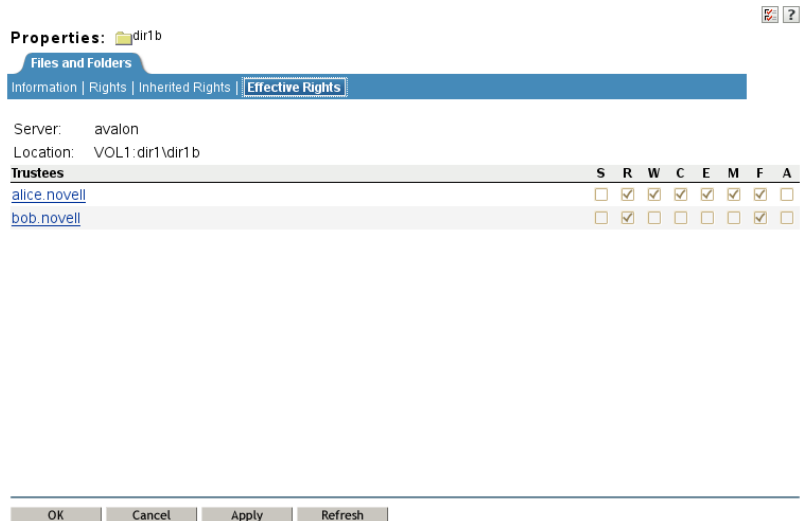 ?
Properties: dir1b
Files and Folders
Information | Rights | Inherited Rights | Effective Rights
Server: avalon
Location: VOL1:dir1\dir1b
Trustees S R W C E M F A
alice.novell
bob.novell
OK Cancel Apply Refresh